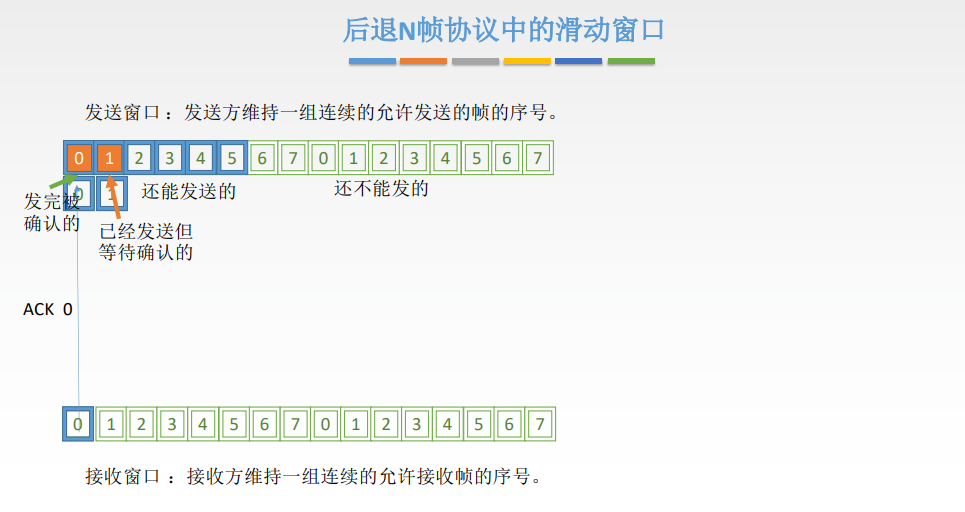 后退N帧协议中的滑动窗口
发送窗口：发送方维持一组连续的允许发送的帧的序号。
0 1 2 3 4 5 6 7 0 1 2 3 4 5 6 7
0 1
还能发送的
还不能发的
发完被
确认的
已经发送但
等待确认的
ACK 0
0 1 2 3 4 5 6 7 0 1 2 3 4 5 6 7
接收窗口：接收方维持一组连续的允许接收帧的序号。